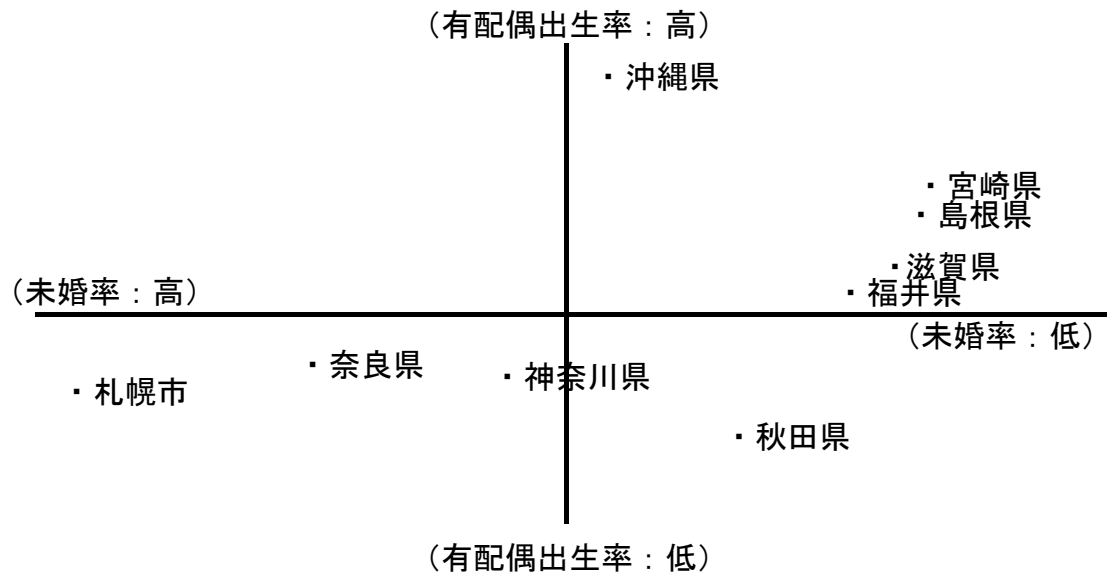 （有配偶出生率：高）
・沖縄県
・宮崎県
・島根県
・滋賀県
（未婚率：高）
・福井県
（未婚率：低）
・奈良県
・神奈川県
・札幌市
・秋田県
（有配偶出生率：低）